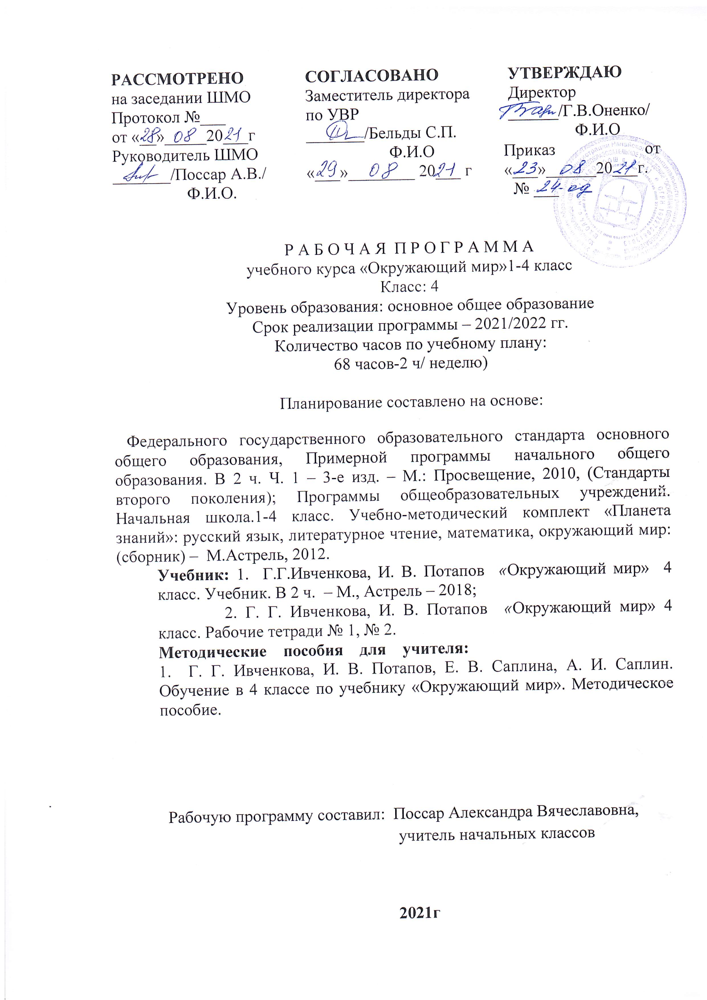 РАССМОТРЕНО
на заседании ШМО
Протокол №___
от «28» 08 2021 г
Руководитель ШМО
_______/Поссар А.В./
Ф.И.О.
СОГЛАСОВАНО
Заместитель директора
по УВР
_______/Бельды С.П.
Ф.И.О
«29» 08 2021 г
УТВЕРЖДАЮ
Директор
______/Г.В.Оненко/
Ф.И.О
Приказ от
«23» 08 2021 г.
№ 24-од
Р А Б О Ч А Я П Р О Г Р А М М А
учебного курса «Окружающий мир»1-4 класс
Класс: 4
Уровень образования: основное общее образование
Срок реализации программы – 2021/2022 гг.
Количество часов по учебному плану:
68 часов-2 ч/ неделю)
Планирование составлено на основе:
Федерального государственного образовательного стандарта основного
общего образования, Примерной программы начального общего
образования. В 2 ч. Ч. 1 – 3-е изд. – М.: Просвещение, 2010, (Стандарты
второго поколения); Программы общеобразовательных учреждений.
Начальная школа.1-4 класс. Учебно-методический комплект «Планета
знаний»: русский язык, литературное чтение, математика, окружающий мир:
(сборник) – М.Астрель, 2012.
Учебник: 1. Г.Г.Ивченкова, И. В. Потапов «Окружающий мир» 4
класс. Учебник. В 2 ч. – М., Астрель – 2018;
2. Г. Г. Ивченкова, И. В. Потапов «Окружающий мир» 4
класс. Рабочие тетради № 1, № 2.
Методические пособия для учителя:
1. Г. Г. Ивченкова, И. В. Потапов, Е. В. Саплина, А. И. Саплин.
Обучение в 4 классе по учебнику «Окружающий мир». Методическое
пособие.
Рабочую программу составил: Поссар Александра Вячеславовна,
учитель начальных классов
2021г